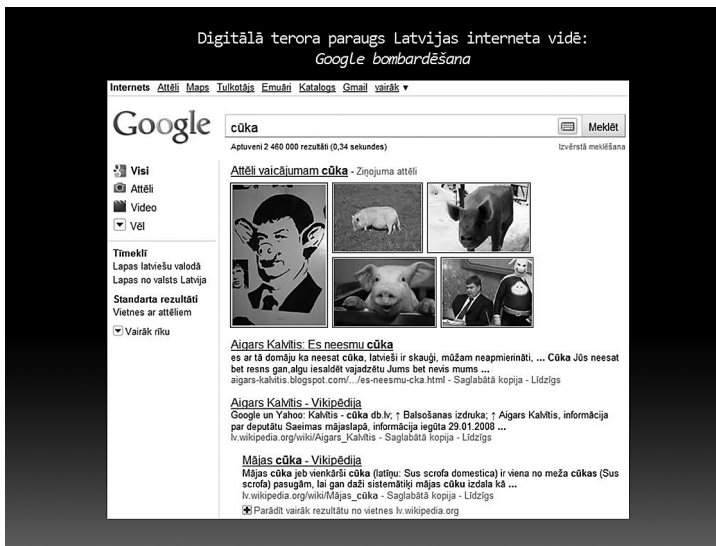 Digitālā terora paraugs Latvijas interneta vidē:
Google bombardēšana
Internets Attēli Maps Tulkotājs Emuāri Katalogs Gmail vairāk ▼
Google
cūka
Meklēt
Aptuveni 2 460 000 rezultāti (0,34 sekundes)
Izvērstā meklēšana
Visi
Attēli
Video
Vēl
Tīmeklī
Lapas latviešu valodā
Lapas no valsts Latvija
Standarta rezultāti
Vietnes ar attēliem
Vairāk rīku
Attēli vaicājumam cūka - Ziņojuma attēli
Aigars Kalvītis: Es neesmu cūka
es ar tā domāju ka neesat cūka, latvieši ir skauģi, mūžam neapmierināti, ... Cūka Jūs neesat
bet resns gan,algu iesaldēt vajadzētu Jums bet nevis mums ...
aigars-kalvitis.blogspot.com/.../es-neesmu-cka.html - Saglabātā kopija - Līdzīgs
Aigars Kalvītis - Vikipēdija
Google un Yahoo: Kalvītis - cūka db.lv; ↑ Balsošanas izdruka; ↑ Aigars Kalvītis, informācija
par deputātu Saeimas mājaslapā, informācija iegūta 29.01.2008 ...
lv.wikipedia.org/wiki/Aigars_Kalvītis - Saglabātā kopija - Līdzīgs
Mājas cūka - Vikipēdija
Mājas cūka jeb vienkārši cūka (latīņu: Sus scrofa domestica) ir viena no meža cūkas (Sus
scrofa) pasugām, lai gan daži sistemātiķi mājas cūku izdala kā ...
lv.wikipedia.org/wiki/Mājas_cūka - Saglabātā kopija - Līdzīgs
Parādīt vairāk rezultātu no vietnes lv.wikipedia.org